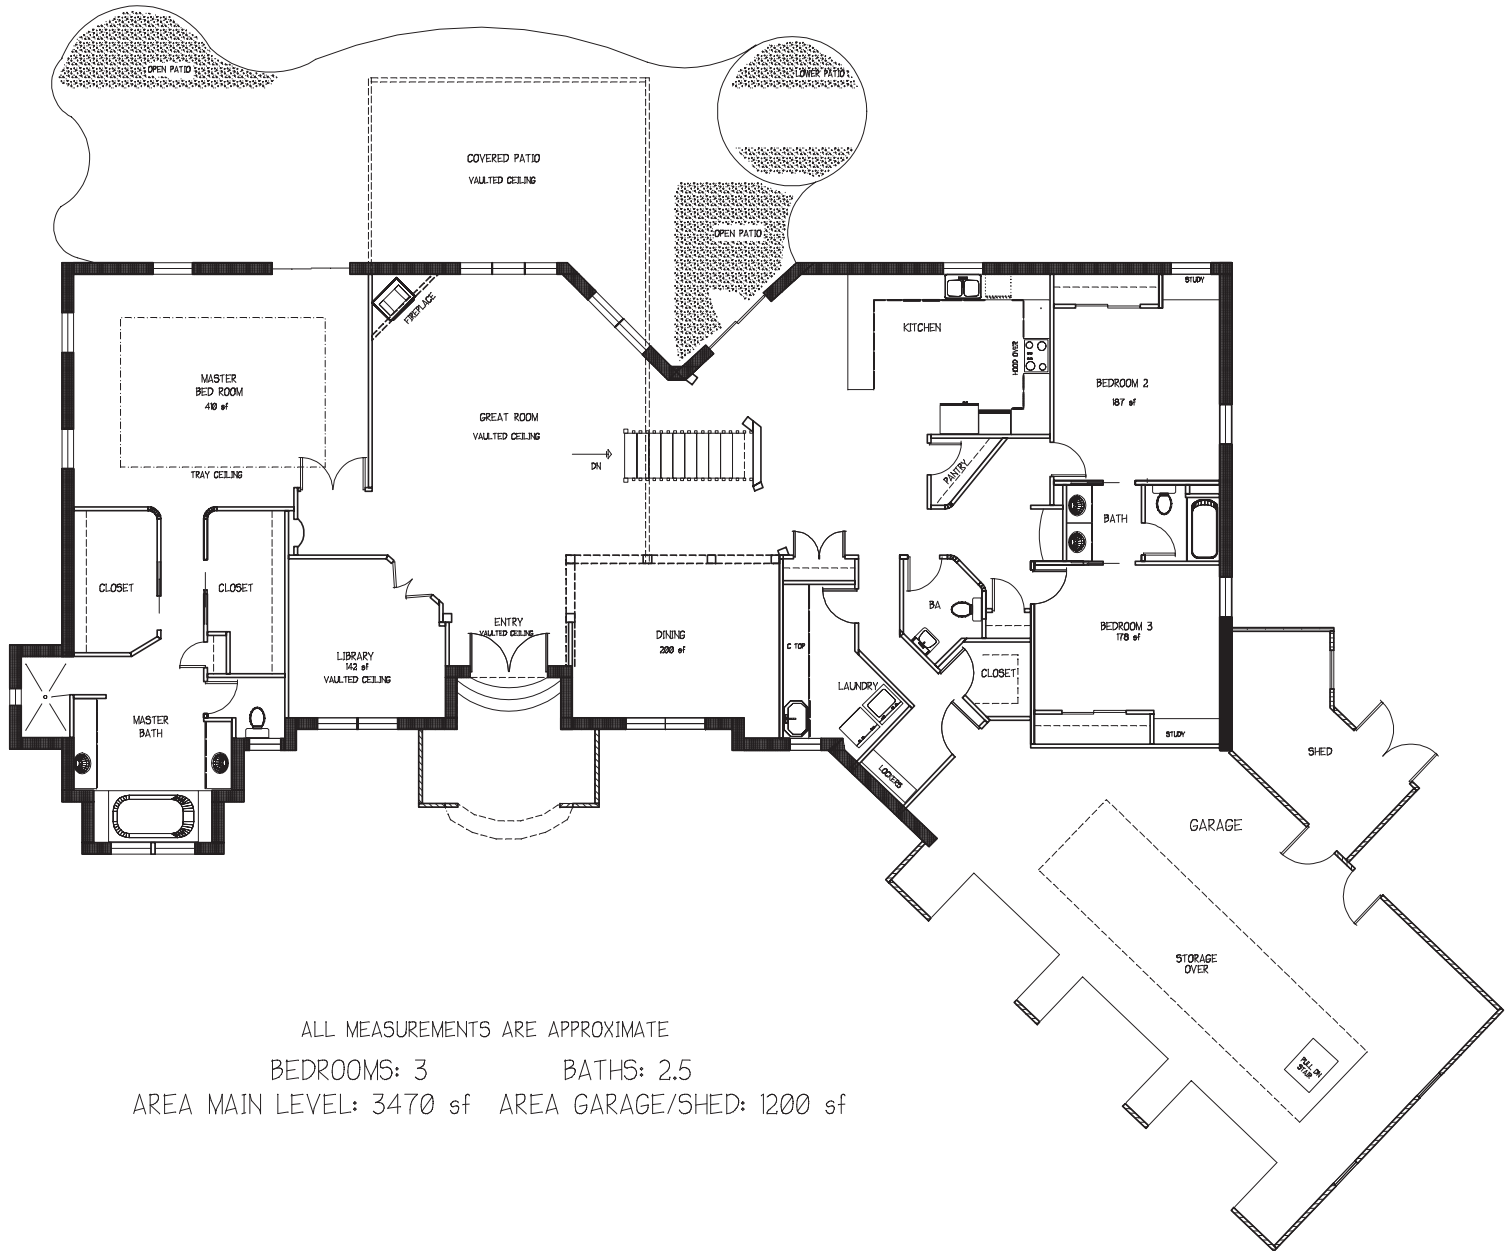 OPEN PATIO
LOWER PATIO
COVERED PATIO
VAULTED CEILING
OPEN PATIO
STUDY
FIREPLACE
KITCHEN
HOOD OVER
MASTER
BED ROOM
410 sf
TRAY CEILING
GREAT ROOM
VAULTED CEILING
DN
BEDROOM 2
187 sf
PANTRY
BATH
CLOSET
CLOSET
ENTRY
VAULTED CEILING
DINING
200 sf
BA
BEDROOM 3
178 sf
LIBRARY
142 sf
VAULTED CEILING
C TOP
LAUNDRY
CLOSET
MASTER
BATH
STUDY
LOCKERS
SHED
GARAGE
STORAGE
OVER
PULL DN
STAIR
ALL MEASUREMENTS ARE APPROXIMATE
BEDROOMS: 3 BATHS: 2.5
AREA MAIN LEVEL: 3470 sf AREA GARAGE/SHED: 1200 sf